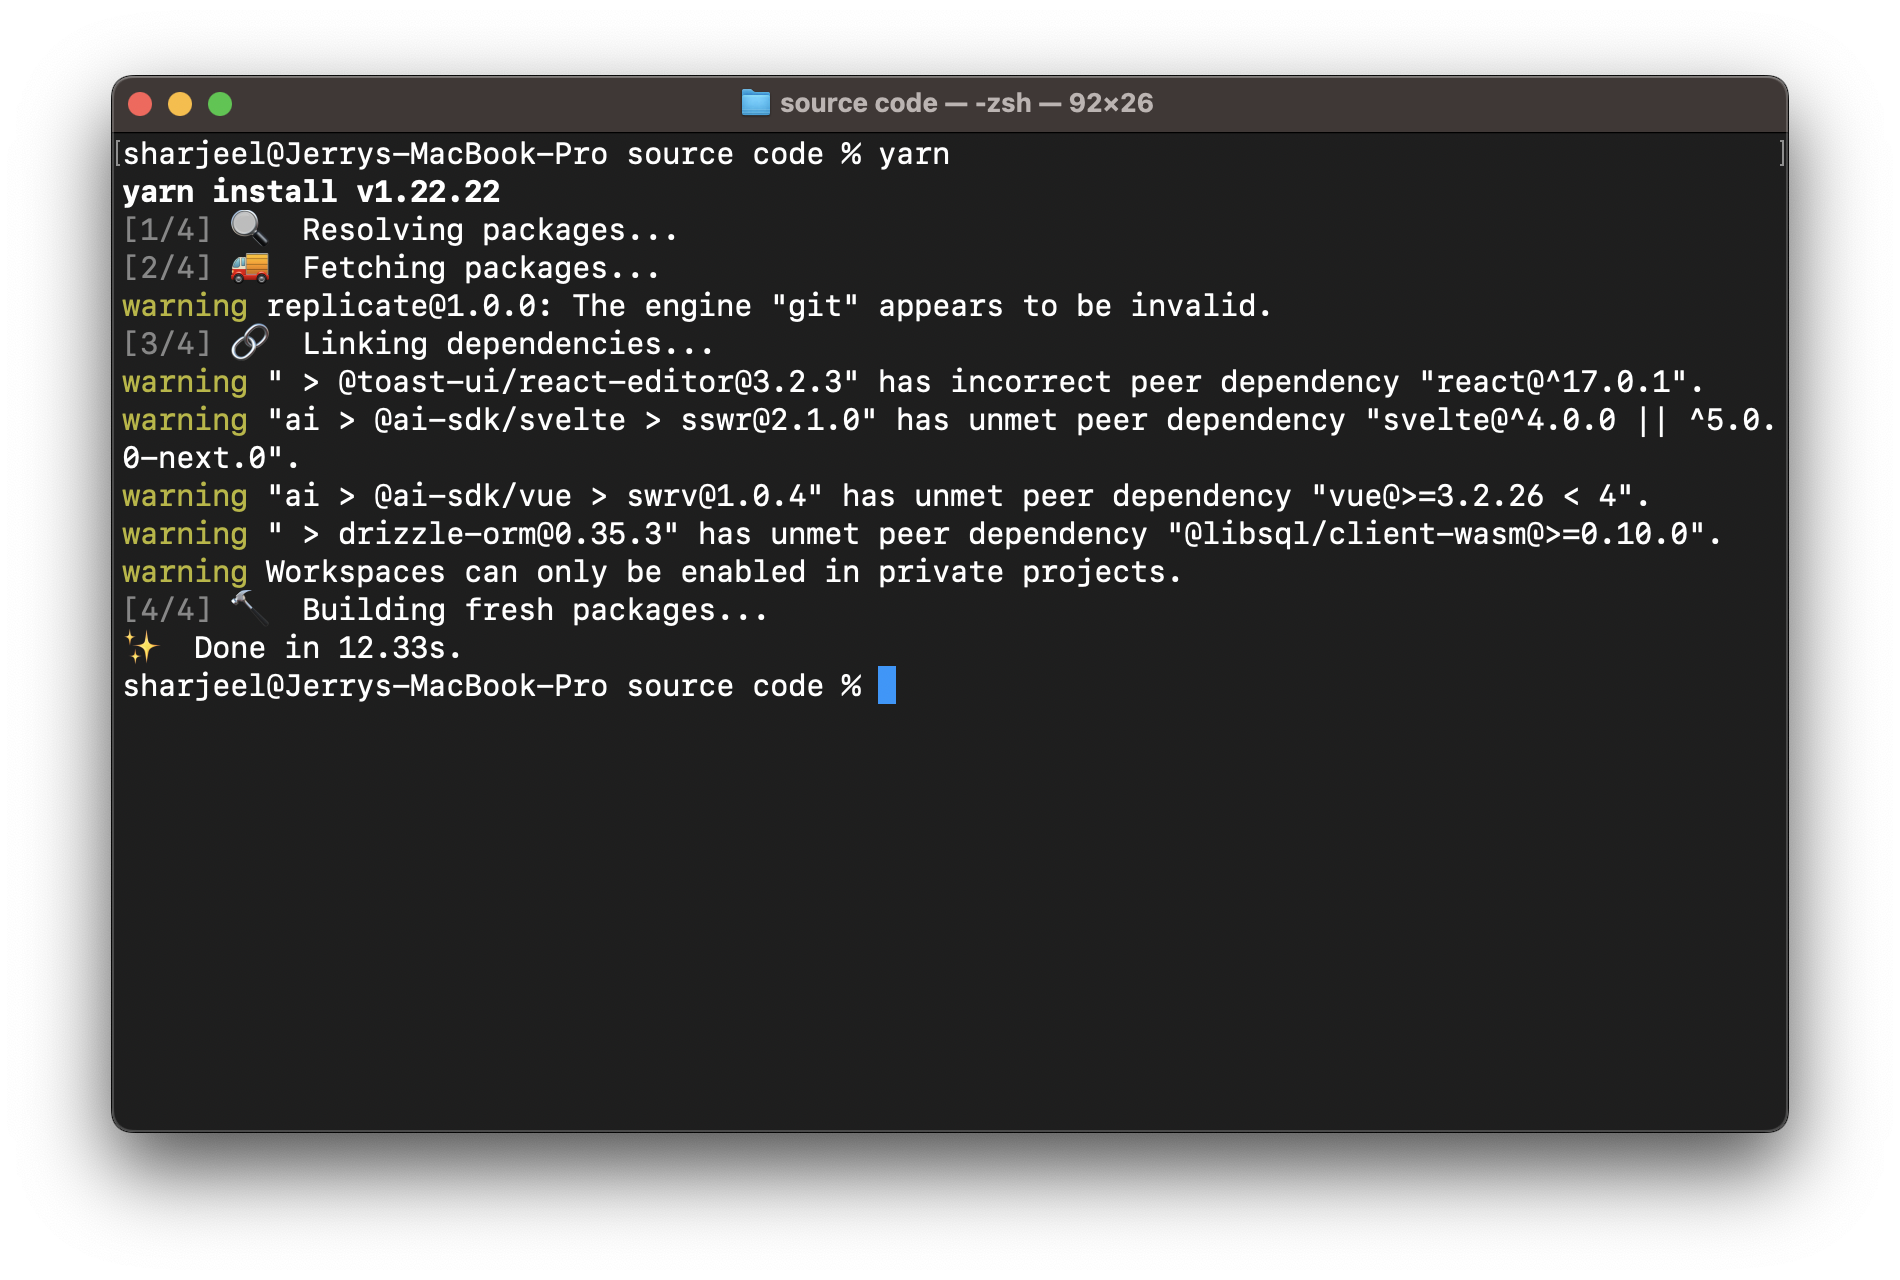 source code — -zsh — 92×26
[sharjeel@Jerrys-MacBook-Pro source code % yarn ]
yarn install v1.22.22
[1/4] 🔍  Resolving packages...
[2/4] 🚚  Fetching packages...
warning replicate@1.0.0: The engine "git" appears to be invalid.
[3/4] 🔗  Linking dependencies...
warning " > @toast-ui/react-editor@3.2.3" has incorrect peer dependency "react@^17.0.1".
warning "ai > @ai-sdk/svelte > sswr@2.1.0" has unmet peer dependency "svelte@^4.0.0 || ^5.0.
0-next.0".
warning "ai > @ai-sdk/vue > swrv@1.0.4" has unmet peer dependency "vue@>=3.2.26 < 4".
warning " > drizzle-orm@0.35.3" has unmet peer dependency "@libsql/client-wasm@>=0.10.0".
warning Workspaces can only be enabled in private projects.
[4/4] 🔨  Building fresh packages...
✨  Done in 12.33s.
sharjeel@Jerrys-MacBook-Pro source code %